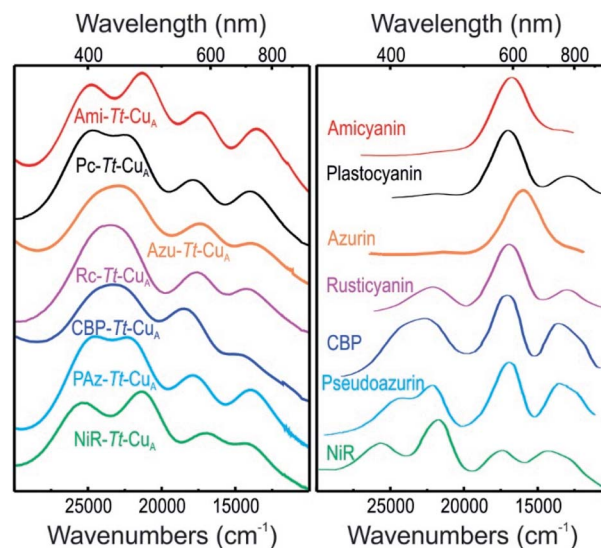 Wavelength (nm)
400 600 800
Ami-Tt-CuA
Pc-Tt-CuA
Azu-Tt-CuA
Rc-Tt-CuA
CBP-Tt-CuA
PAz-Tt-CuA
NiR-Tt-CuA
25000 20000 15000
Wavenumbers (cm-1)
Wavelength (nm)
400 600 800
Amicyanin
Plastocyanin
Azurin
Rusticyanin
CBP
Pseudoazurin
NiR
25000 20000 15000
Wavenumbers (cm-1)